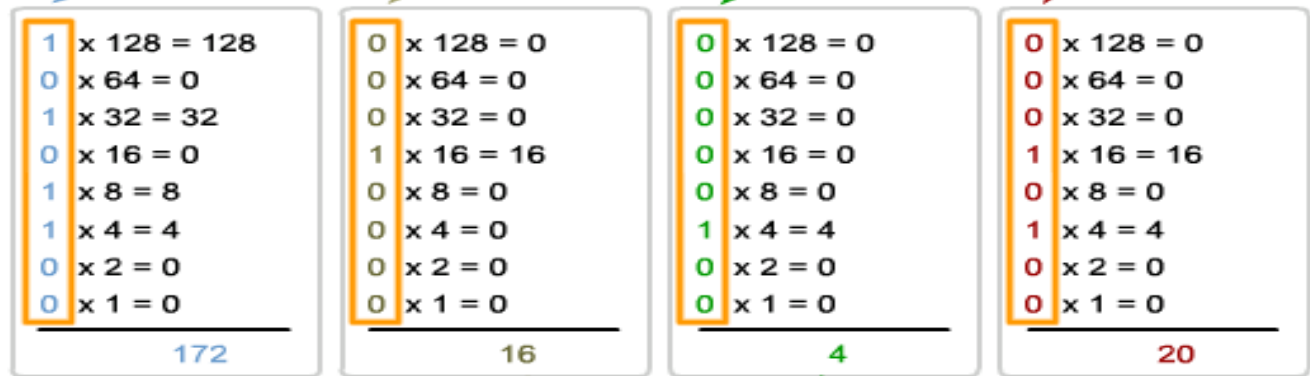 1 x 128 = 128
0 x 64 = 0
1 x 32 = 32
0 x 16 = 0
1 x 8 = 8
1 x 4 = 4
0 x 2 = 0
0 x 1 = 0
172
0 x 128 = 0
0 x 64 = 0
0 x 32 = 0
1 x 16 = 16
0 x 8 = 0
0 x 4 = 0
0 x 2 = 0
0 x 1 = 0
16
0 x 128 = 0
0 x 64 = 0
0 x 32 = 0
0 x 16 = 0
0 x 8 = 0
1 x 4 = 4
0 x 2 = 0
0 x 1 = 0
4
0 x 128 = 0
0 x 64 = 0
0 x 32 = 0
1 x 16 = 16
0 x 8 = 0
1 x 4 = 4
0 x 2 = 0
0 x 1 = 0
20